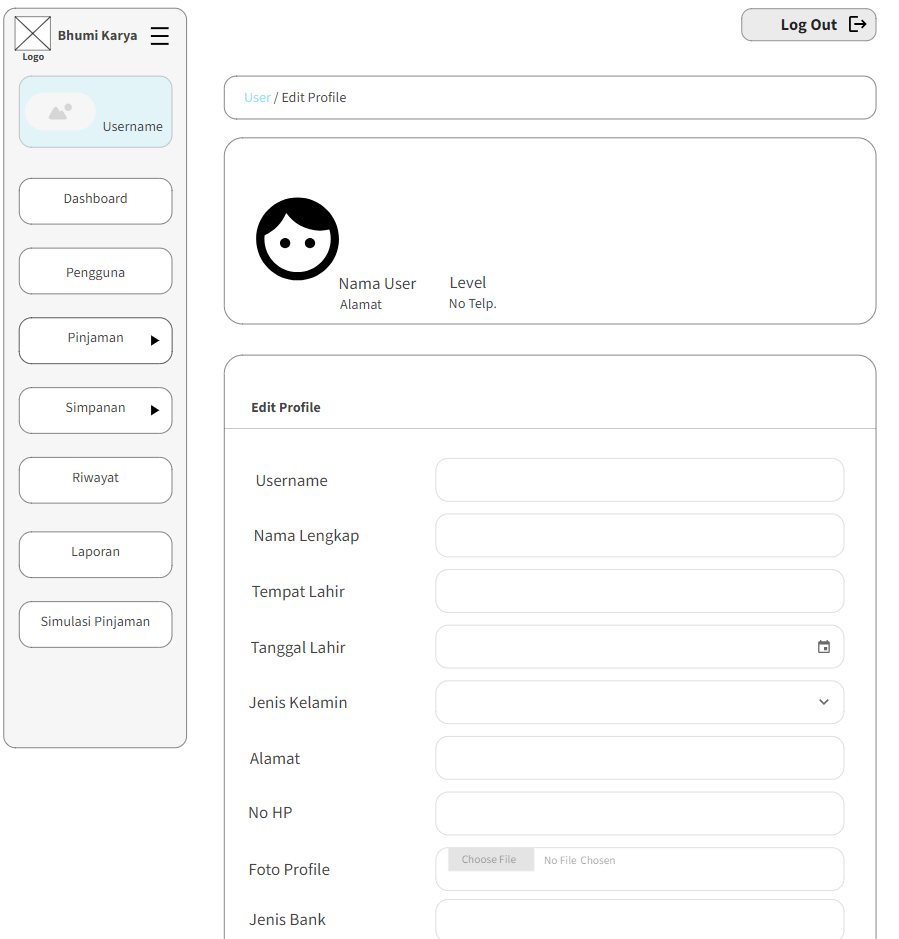 Bhumi Karya
Logo
Username
Dashboard
Pengguna
Pinjaman
Simpanan
Riwayat
Laporan
Simulasi Pinjaman
Log Out
User / Edit Profile
Nama User Level
Alamat No Telp.
Edit Profile
Username
Nama Lengkap
Tempat Lahir
Tanggal Lahir
Jenis Kelamin
Alamat
No HP
Foto Profile Choose File No File Chosen
Jenis Bank